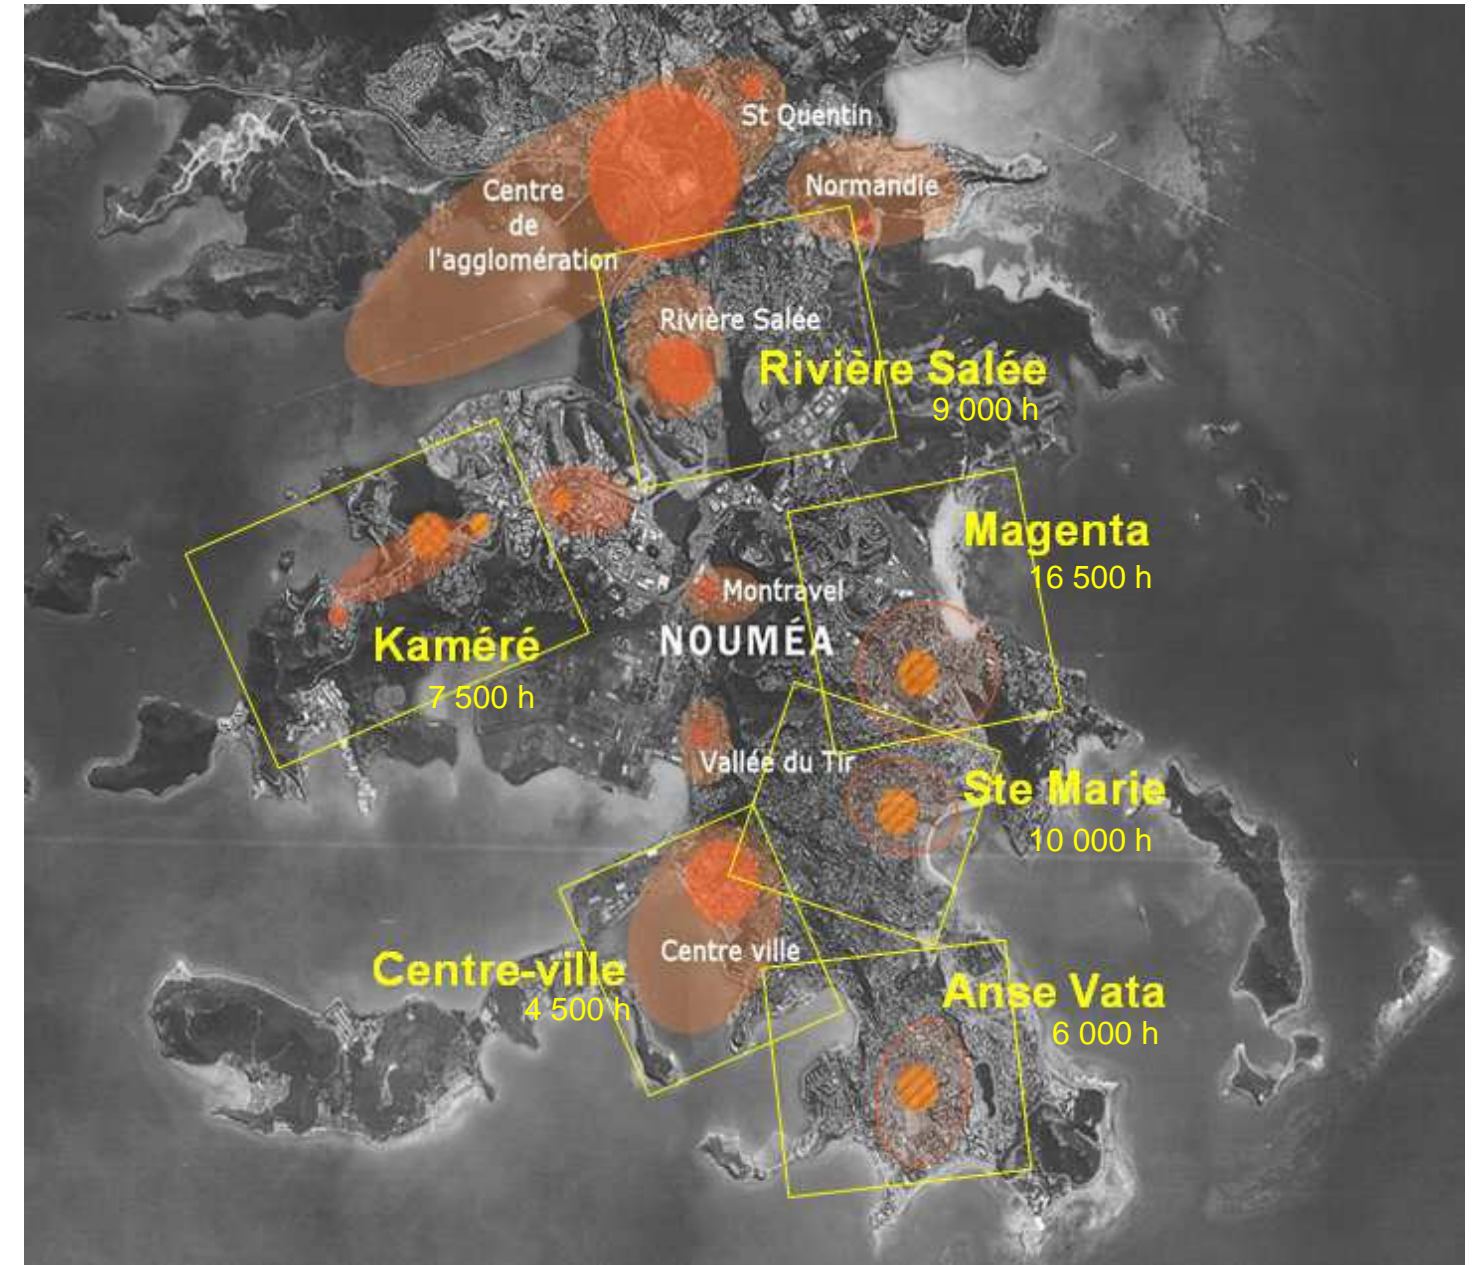 St Quentin
Normandie
Centre
de
l'agglomération
Rivière Salée
Rivière Salée
9 000 h
Magenta
16 500 h
Montravel
NOUMÉA
Kaméré
7 500 h
Vallée du Tir
Ste Marie
10 000 h
Centre ville
Centre-ville
4 500 h
Anse Vata
6 000 h